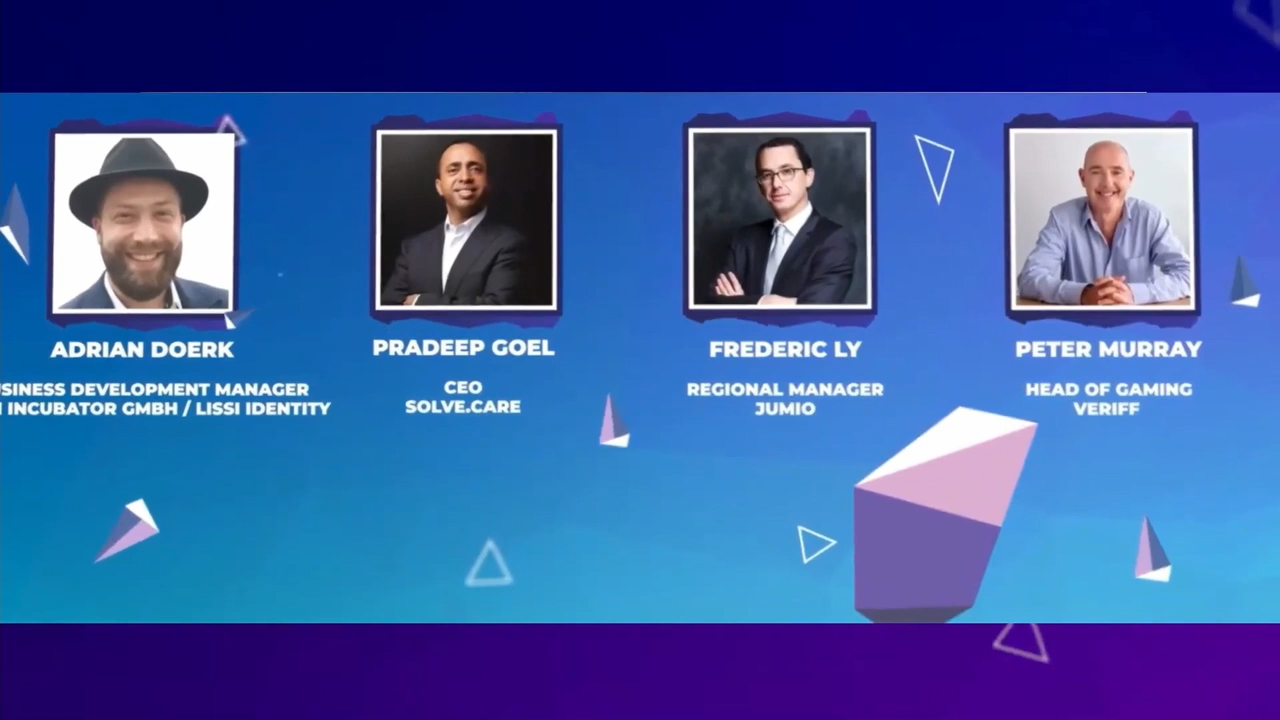 ADRIAN DOERK
SINESS DEVELOPMENT MANAGER
INCUBATOR GMBH / LISSI IDENTITY
PRADEEP GOEL
CEO
SOLVE.CARE
FREDERIC LY
REGIONAL MANAGER
JUMIO
PETER MURRAY
HEAD OF GAMING
VERIFF